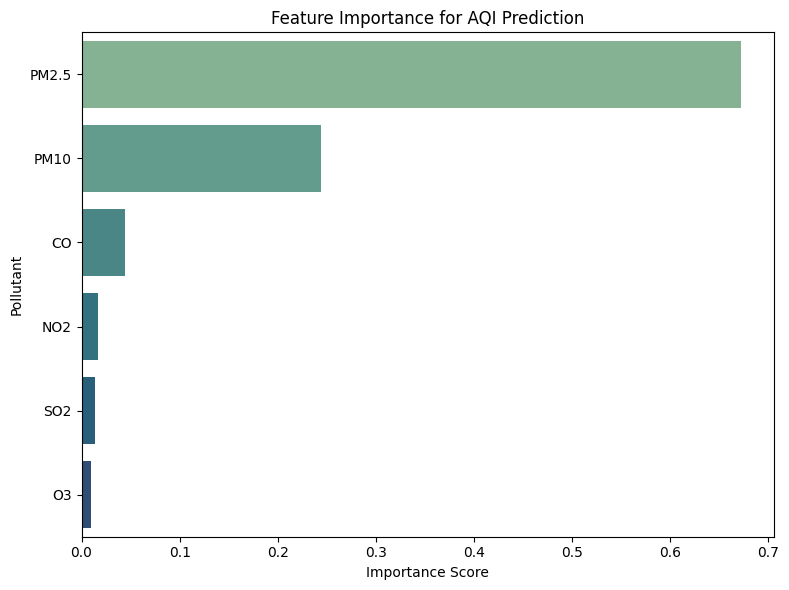 Feature Importance for AQI Prediction
Pollutant
PM2.5
PM10
CO
NO2
SO2
O3
0.0 0.1 0.2 0.3 0.4 0.5 0.6 0.7
Importance Score